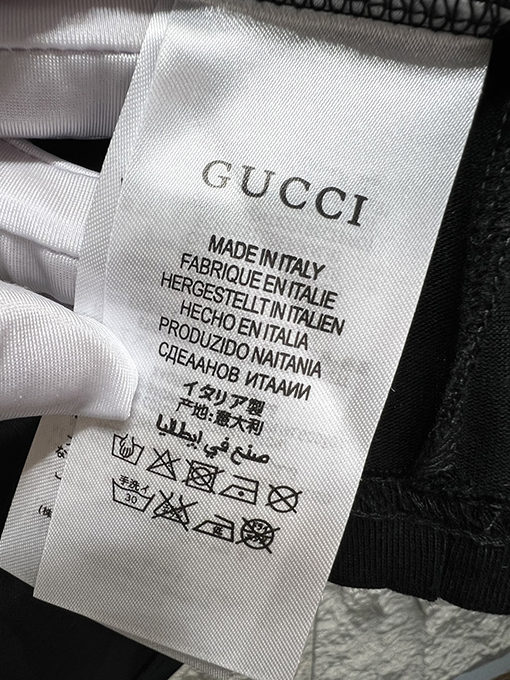 GUCCI
MADE IN ITALY
FABRIQUE EN ITALIE
HERGESTELLT IN ITALIEN
HECHO EN ITALIA
PRODUZIDO NAITANIA
СДЕААНОВ ИТААИИ
イタリア製
产地:意大利
صنع في ايطاليا
手洗イ
30